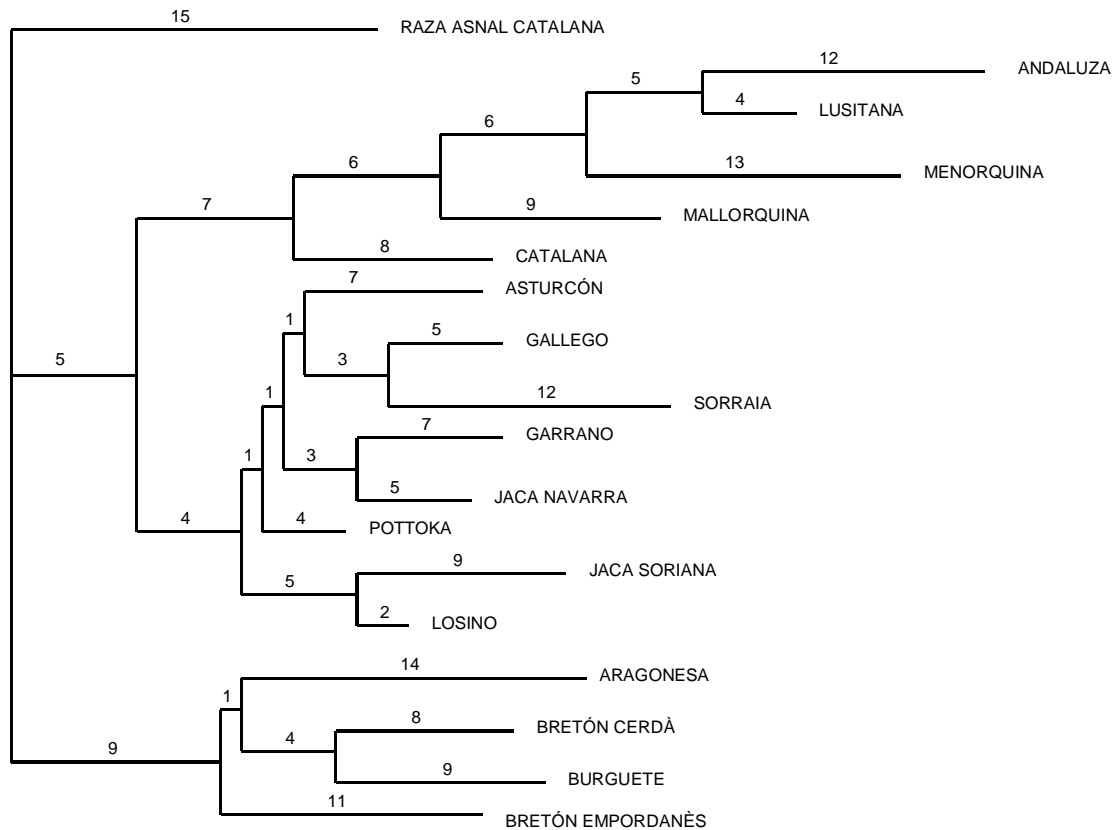 15
RAZA ASNAL CATALANA
12
ANDALUZA
5
4
LUSITANA
6
13
MENORQUINA
6
9
MALLORQUINA
7
8
CATALANA
7
ASTURCÓN
1
5
GALLEGO
5
3
12
SORRAIA
1
7
GARRANO
1
3
5
JACA NAVARRA
4
4
POTTOKA
9
JACA SORIANA
5
2
LOSINO
14
ARAGONESA
1
8
BRETÓN CERDÀ
9
4
9
BURGUETE
11
BRETÓN EMPORDANÈS